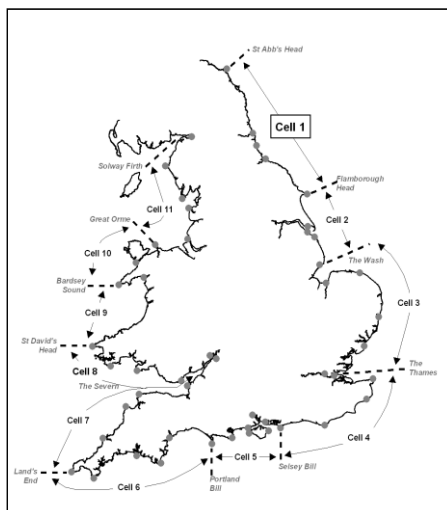 St Abb's Head
Cell 1
Solway Firth
Flamborough
Head
Great Orme
Cell 11
Cell 2
Cell 10
The Wash
Bardsey
Sound
Cell 9
Cell 3
St David's
Head
Cell 8
The Severn
The
Thames
Cell 7
Cell 4
Land's
End
Cell 6
Portland
Bill
Cell 5
Selsey Bill